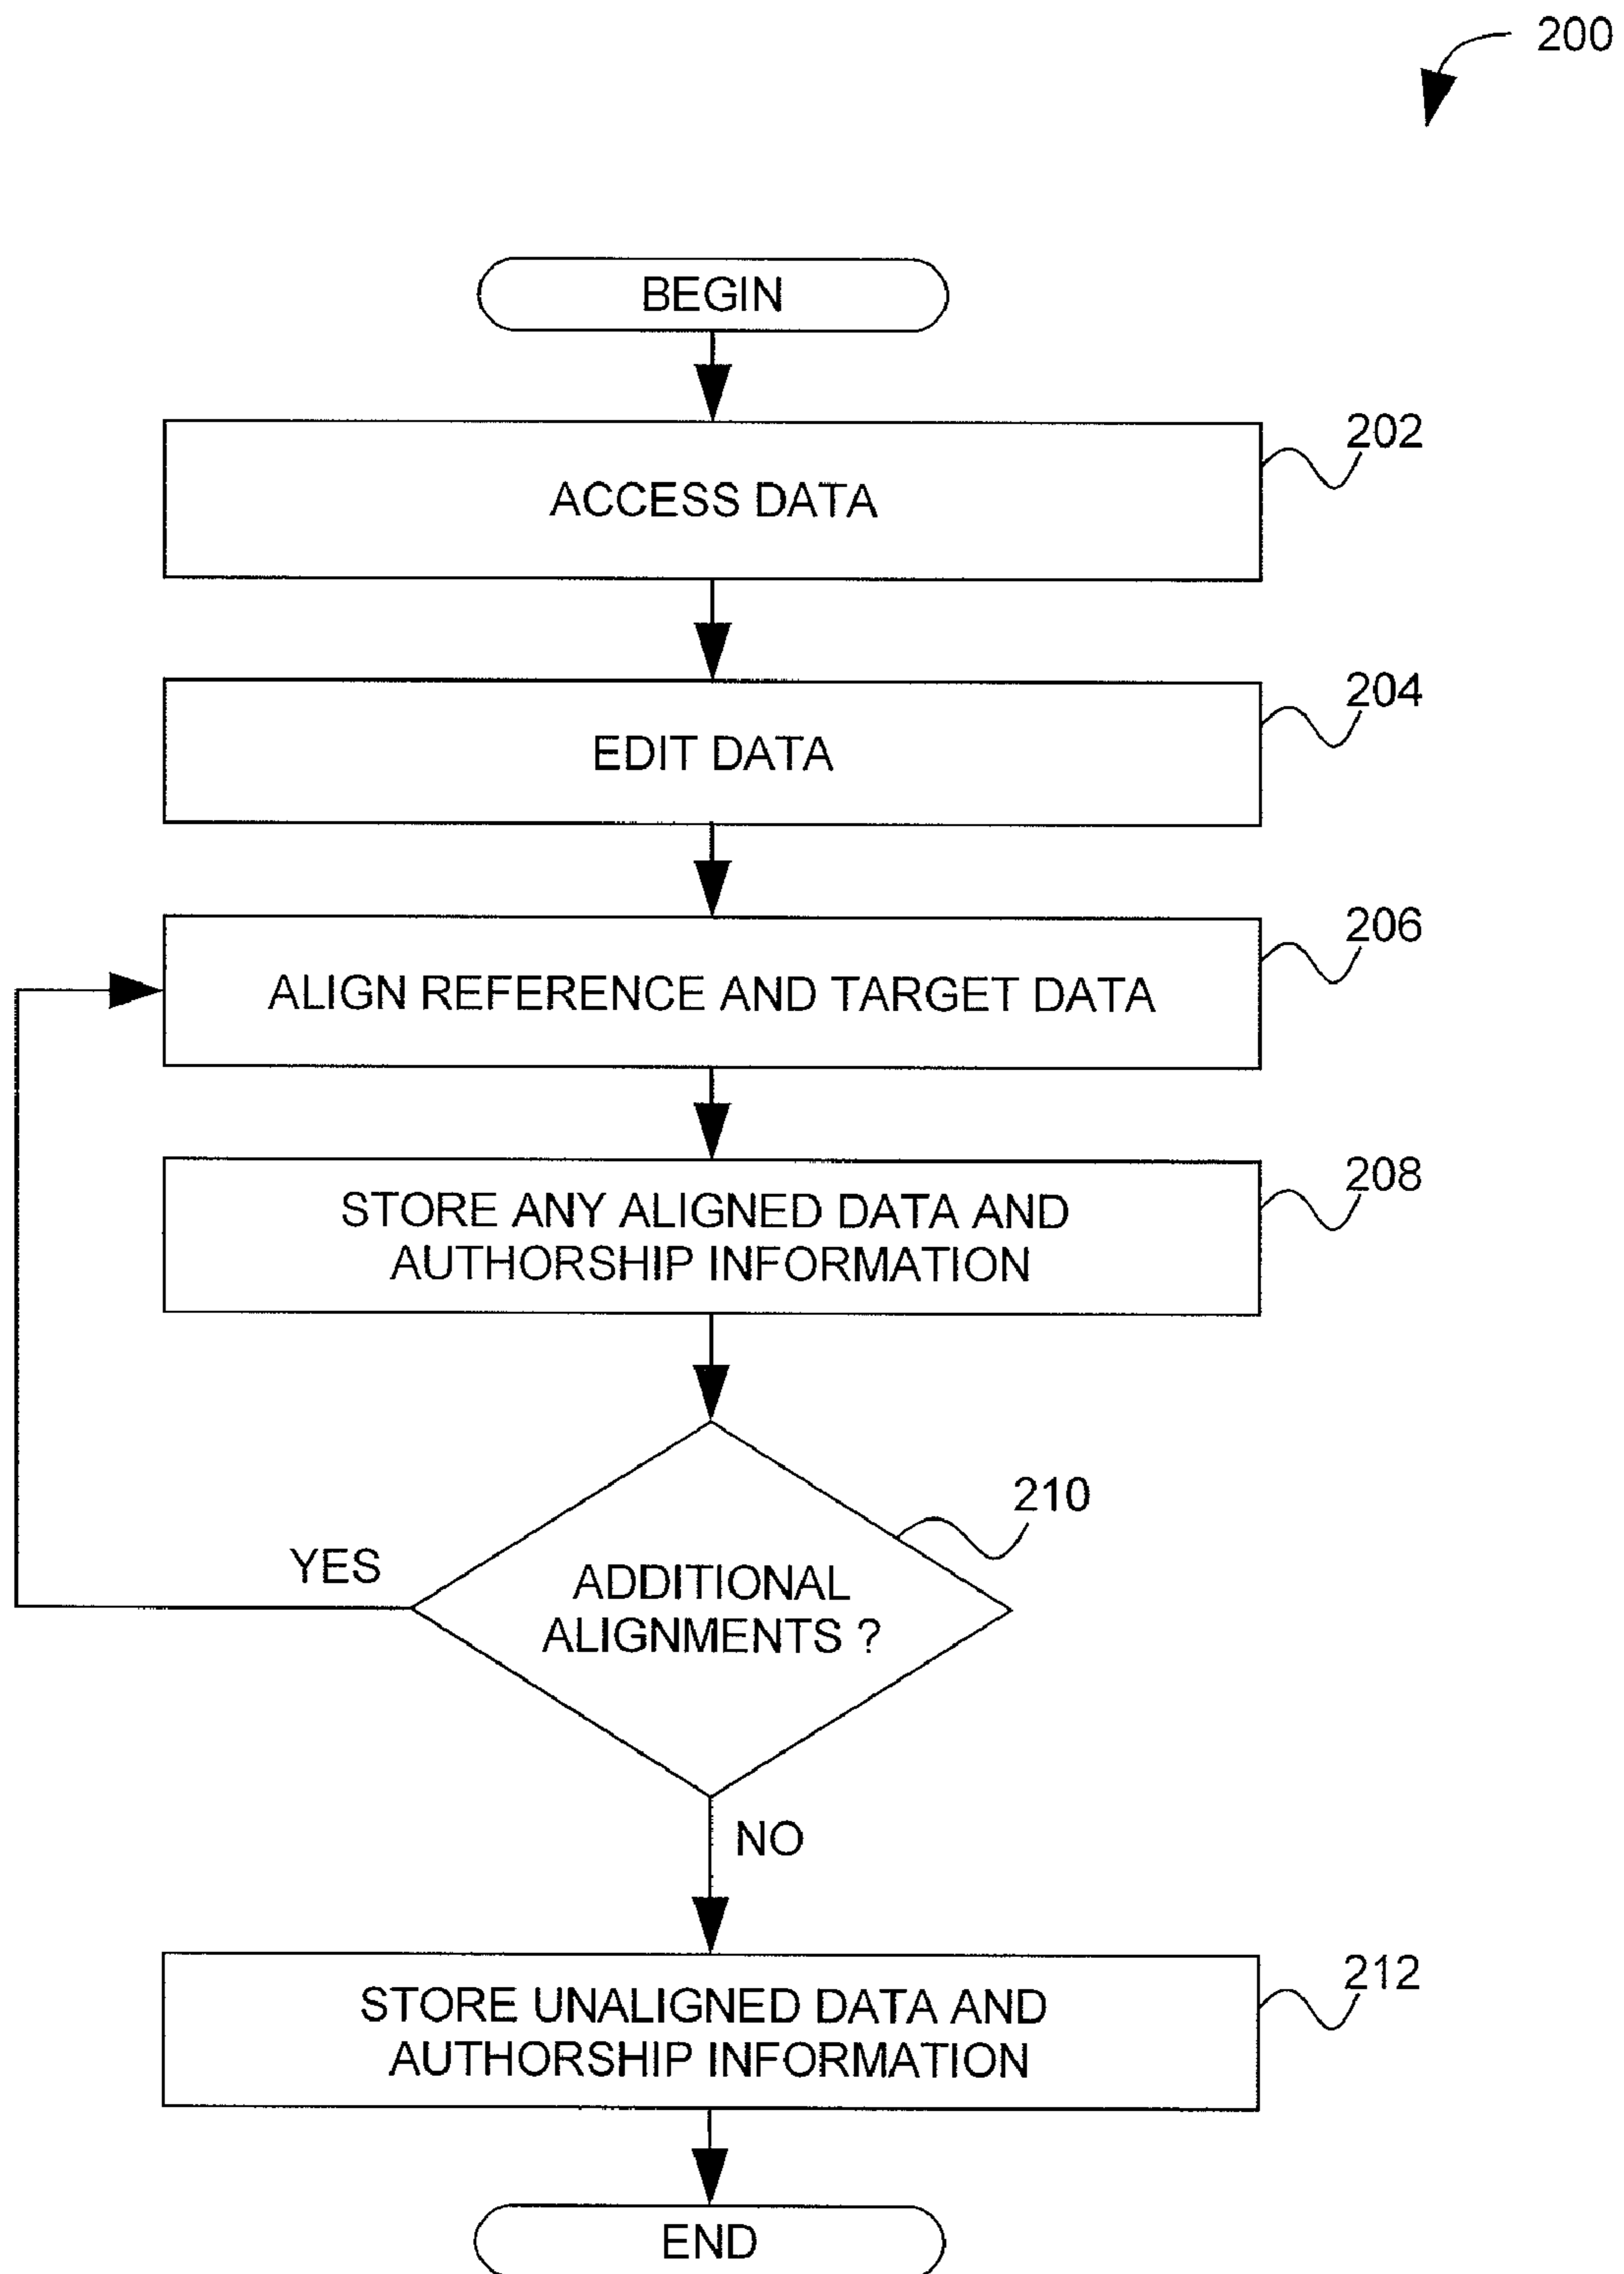 200
BEGIN
202
ACCESS DATA
204
EDIT DATA
206
ALIGN REFERENCE AND TARGET DATA
208
STORE ANY ALIGNED DATA AND
AUTHORSHIP INFORMATION
210
YES
ADDITIONAL
ALIGNMENTS ?
NO
212
STORE UNALIGNED DATA AND
AUTHORSHIP INFORMATION
END